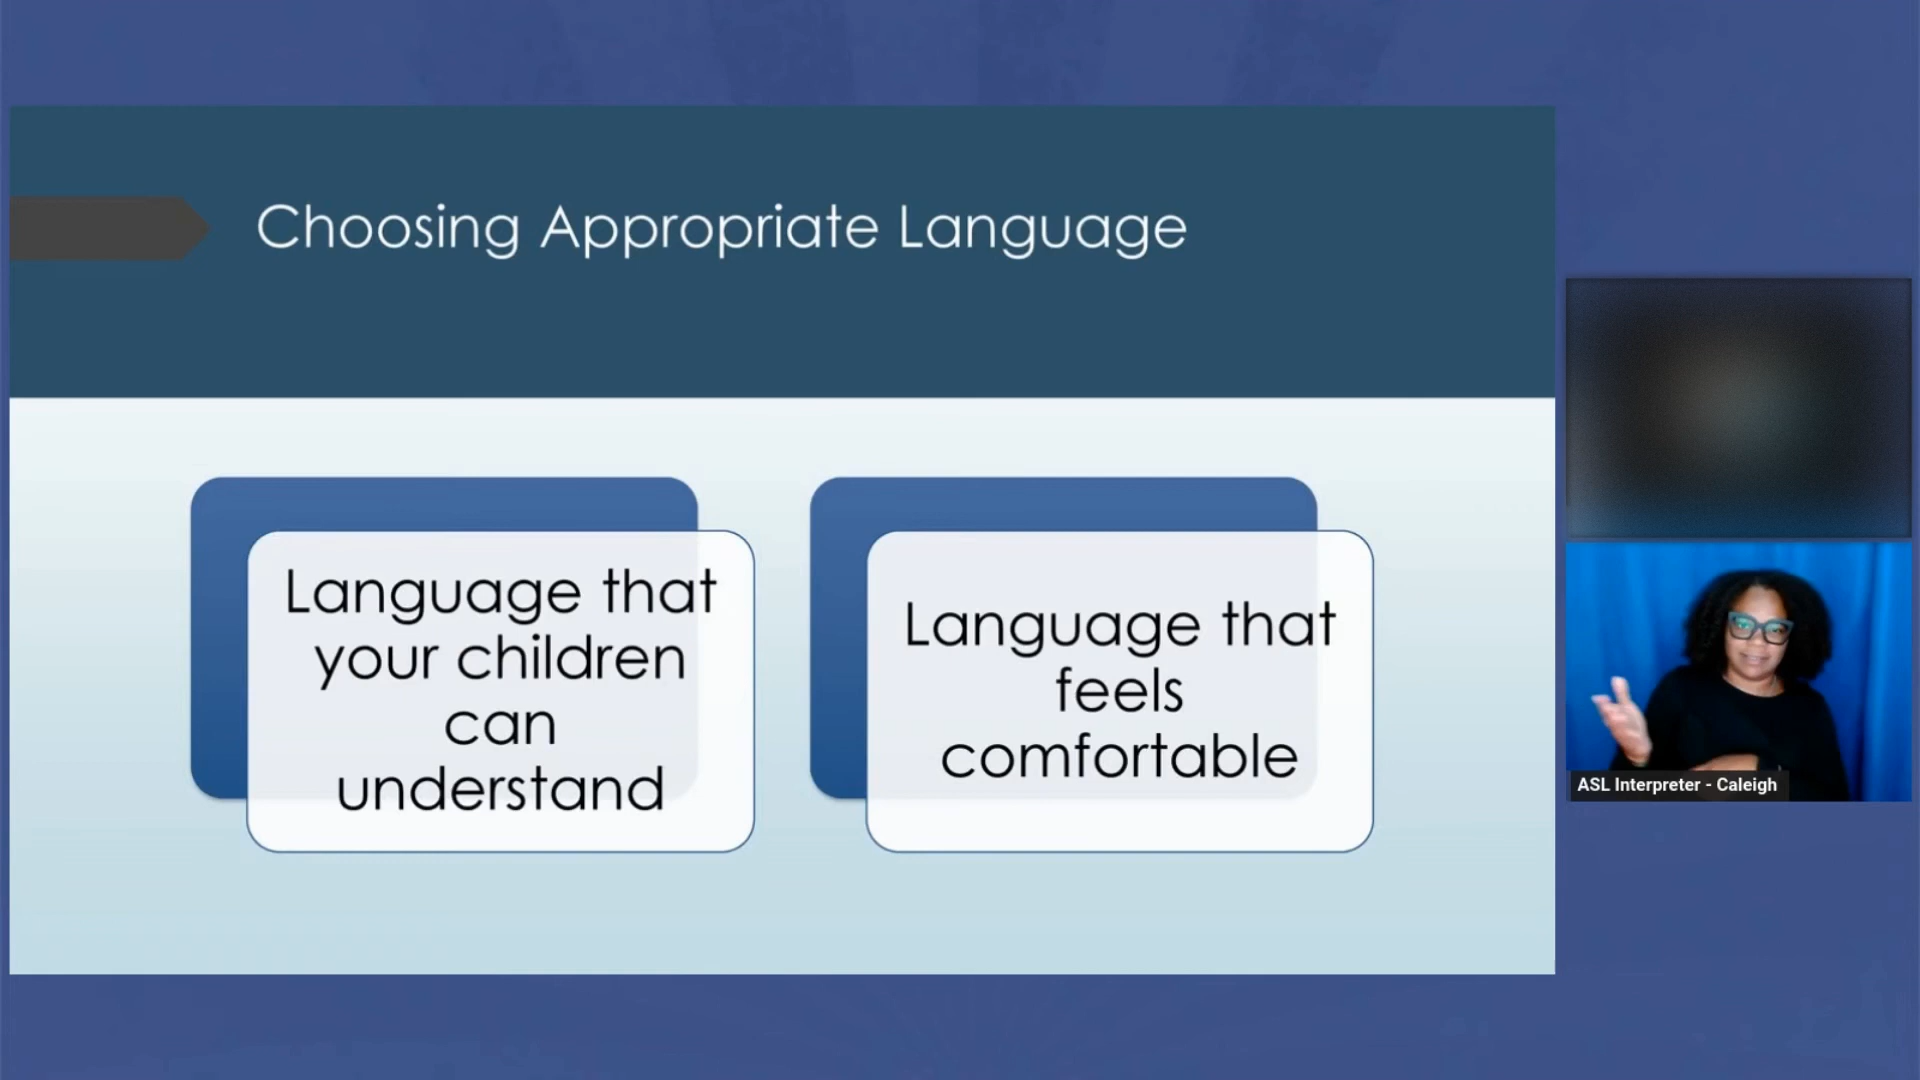 Choosing Appropriate Language
Language that
your children
can
understand
Language that
feels
comfortable
ASL Interpreter - Caleigh